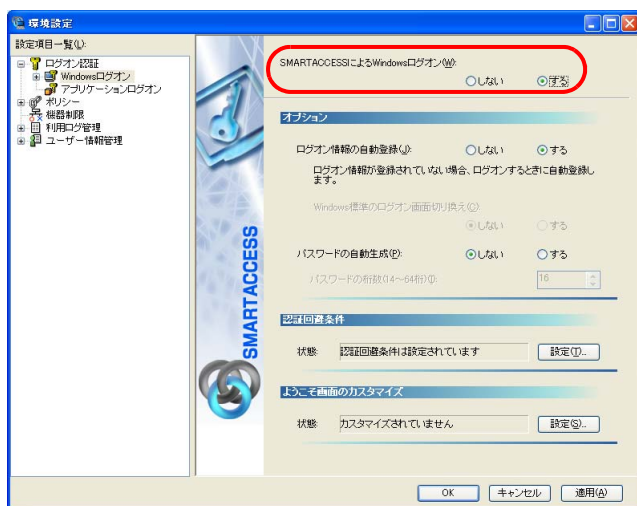 環境設定
設定項目一覧(L):
ログオン認証
Windowsログオン
アプリケーションログオン
ポリシー
機器制限
利用ログ管理
ユーザー情報管理
SMARTACCESS
SMARTACCESSによるWindowsログオン(W):
しない する
オプション
ログオン情報の自動登録(J): しない する
ログオン情報が登録されていない場合、ログオンするときに自動登録し
ます。
Windows標準のログオン画面切り換え(C):
しない する
パスワードの自動生成(P): しない する
パスワードの桁数(14～64桁)(I): 16
認証回避条件
状態: 認証回避条件は設定されています 設定(T)...
ようこそ画面のカスタマイズ
状態: カスタマイズされていません 設定(S)...
OK キャンセル 適用(A)